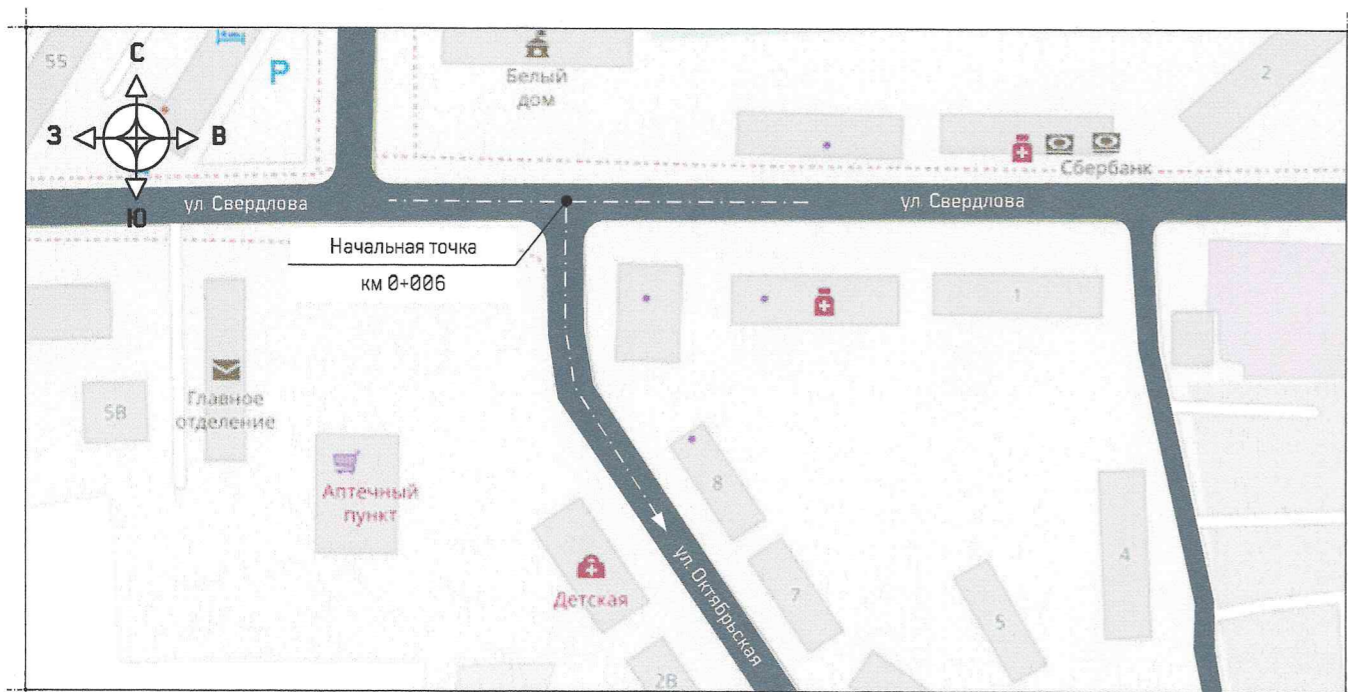 55
С
З
В
Ю
P
Белый
дом
2
Сбербанк
ул. Свердлова
ул. Свердлова
Начальная точка
км 0+006
1
5В
Главное
отделение
Аптечный
пункт
8
Детская
ул. Октябрьская
7
5
4
2В